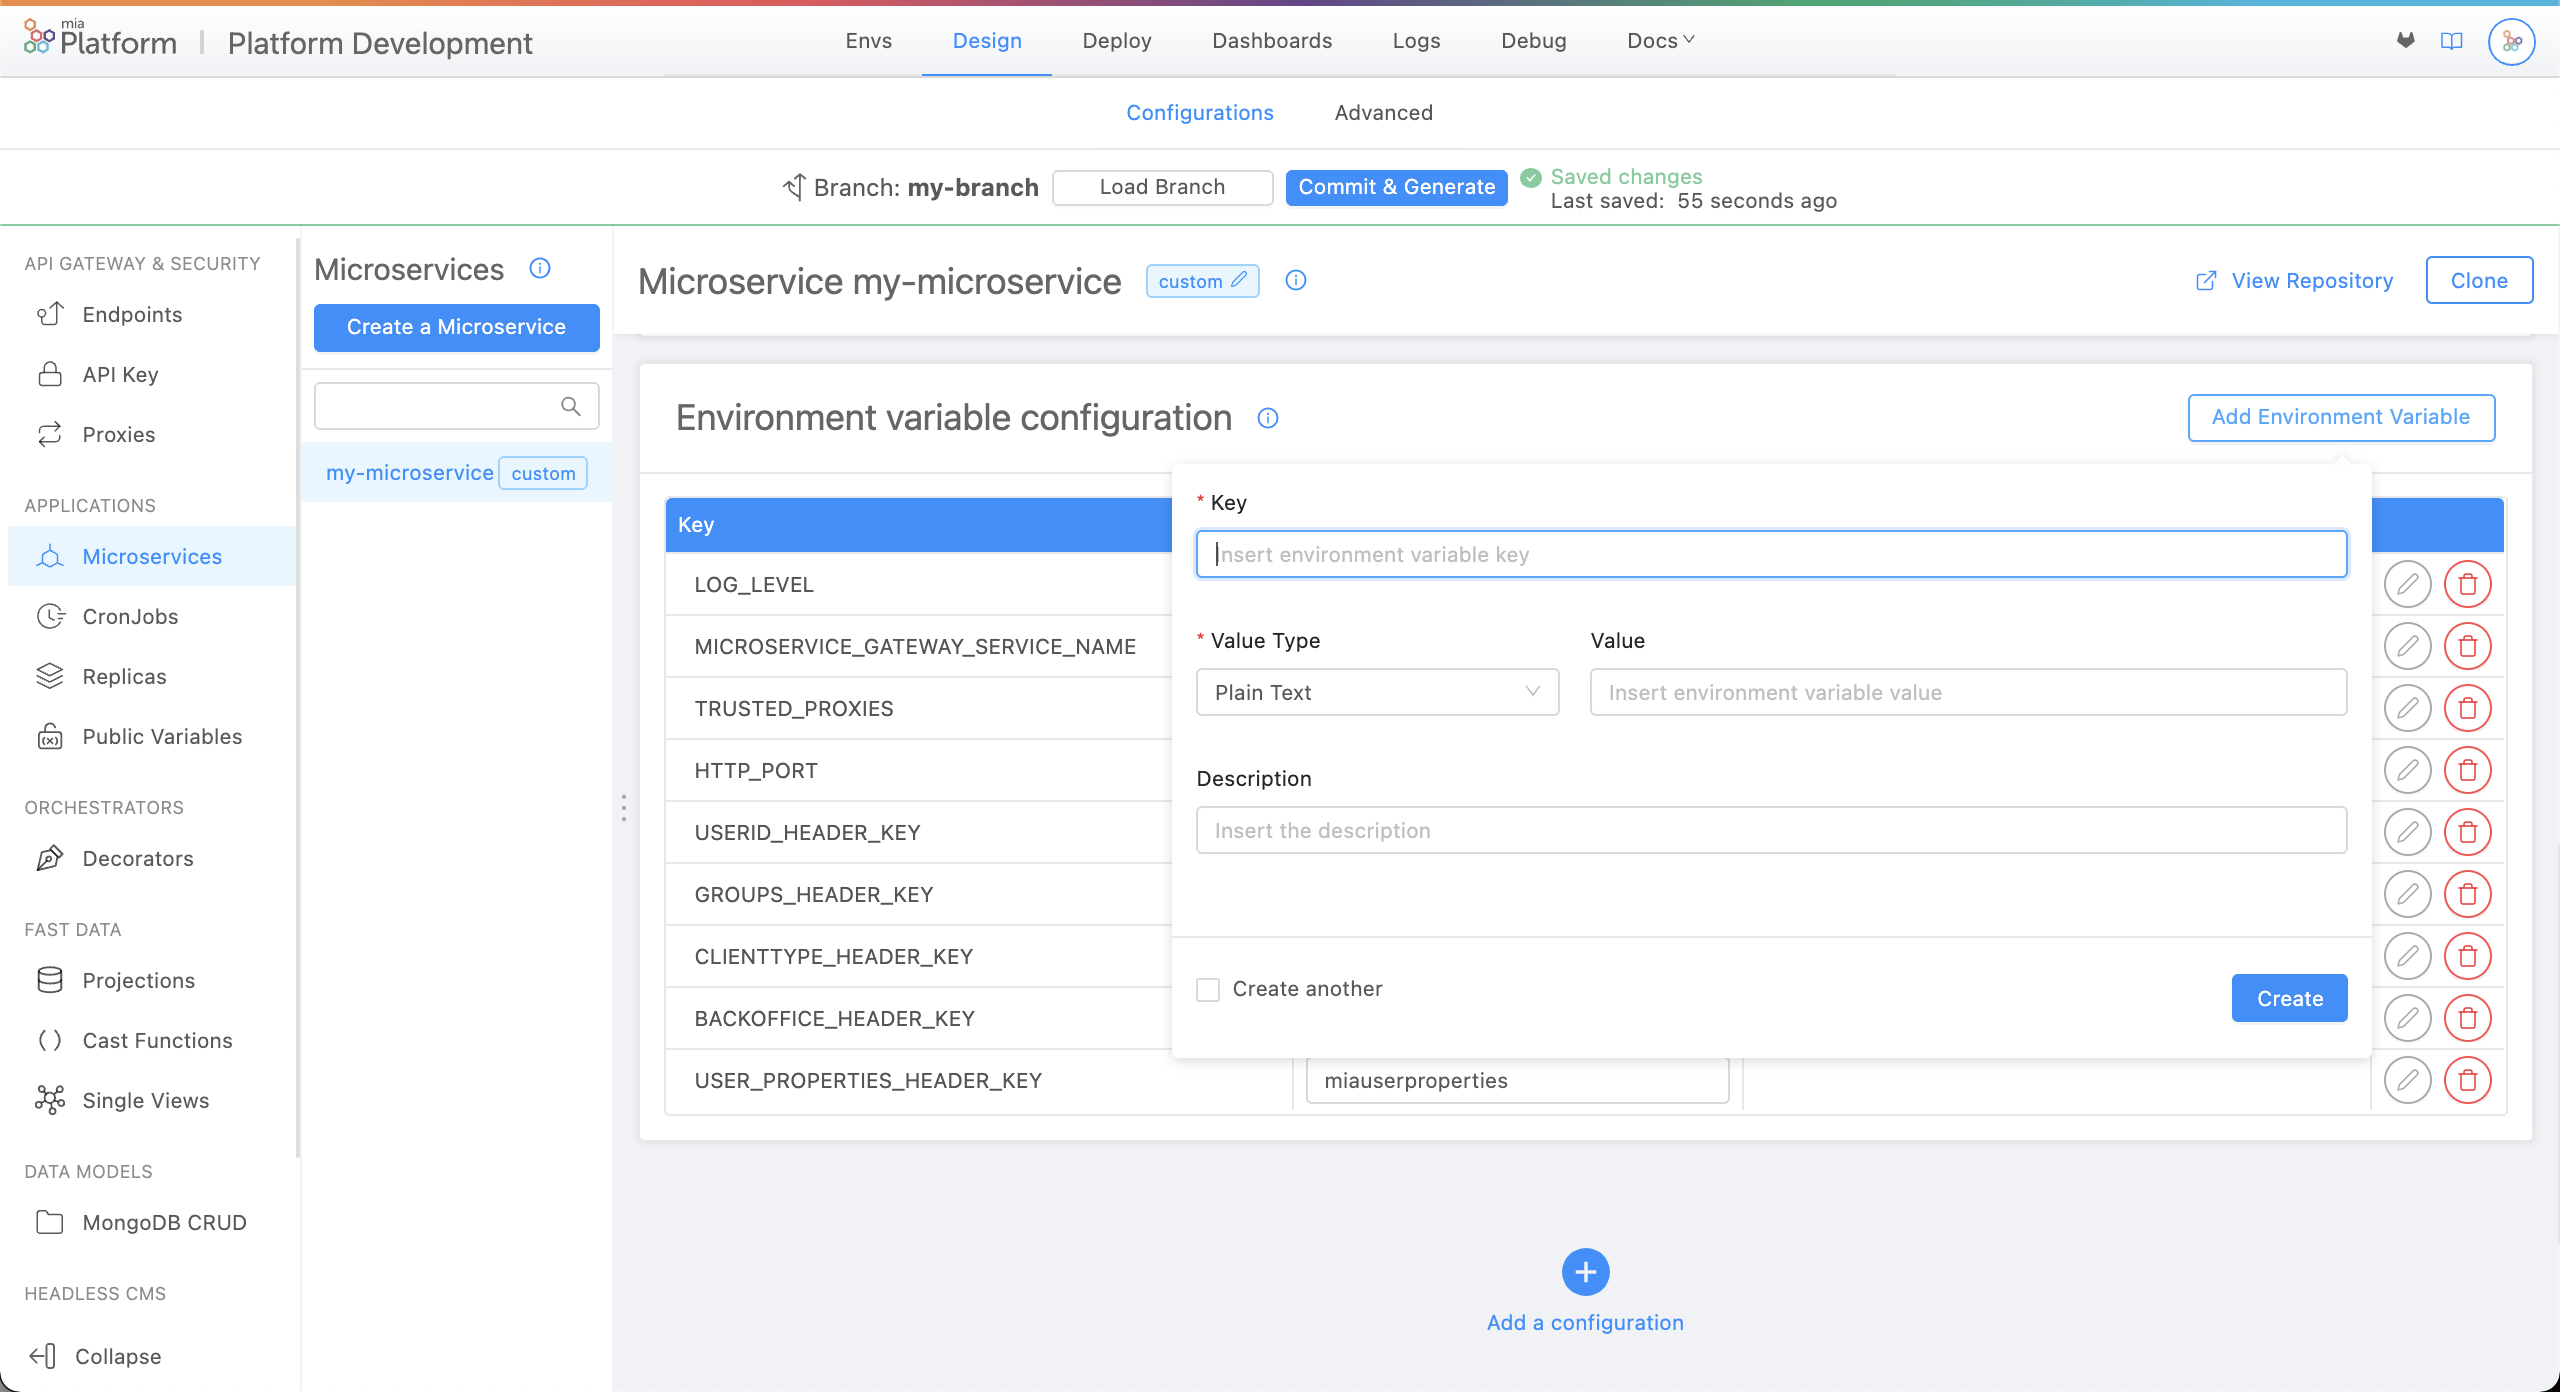 mia
Platform
Platform Development
Envs
Design
Deploy
Dashboards
Logs
Debug
Docs
Configurations
Advanced
Branch: my-branch
Load Branch
Commit & Generate
Saved changes
Last saved: 55 seconds ago
API GATEWAY & SECURITY
Endpoints
API Key
Proxies
APPLICATIONS
Microservices
CronJobs
Replicas
Public Variables
ORCHESTRATORS
Decorators
FAST DATA
Projections
Cast Functions
Single Views
DATA MODELS
MongoDB CRUD
HEADLESS CMS
Collapse
Microservices
Create a Microservice
my-microservice custom
Microservice my-microservice
custom
View Repository
Clone
Environment variable configuration
Add Environment Variable
Key
LOG_LEVEL
MICROSERVICE_GATEWAY_SERVICE_NAME
TRUSTED_PROXIES
HTTP_PORT
USERID_HEADER_KEY
GROUPS_HEADER_KEY
CLIENTTYPE_HEADER_KEY
BACKOFFICE_HEADER_KEY
USER_PROPERTIES_HEADER_KEY
miauserproperties
* Key
Insert environment variable key
* Value Type
Value
Plain Text
Insert environment variable value
Description
Insert the description
Create another
Create
Add a configuration